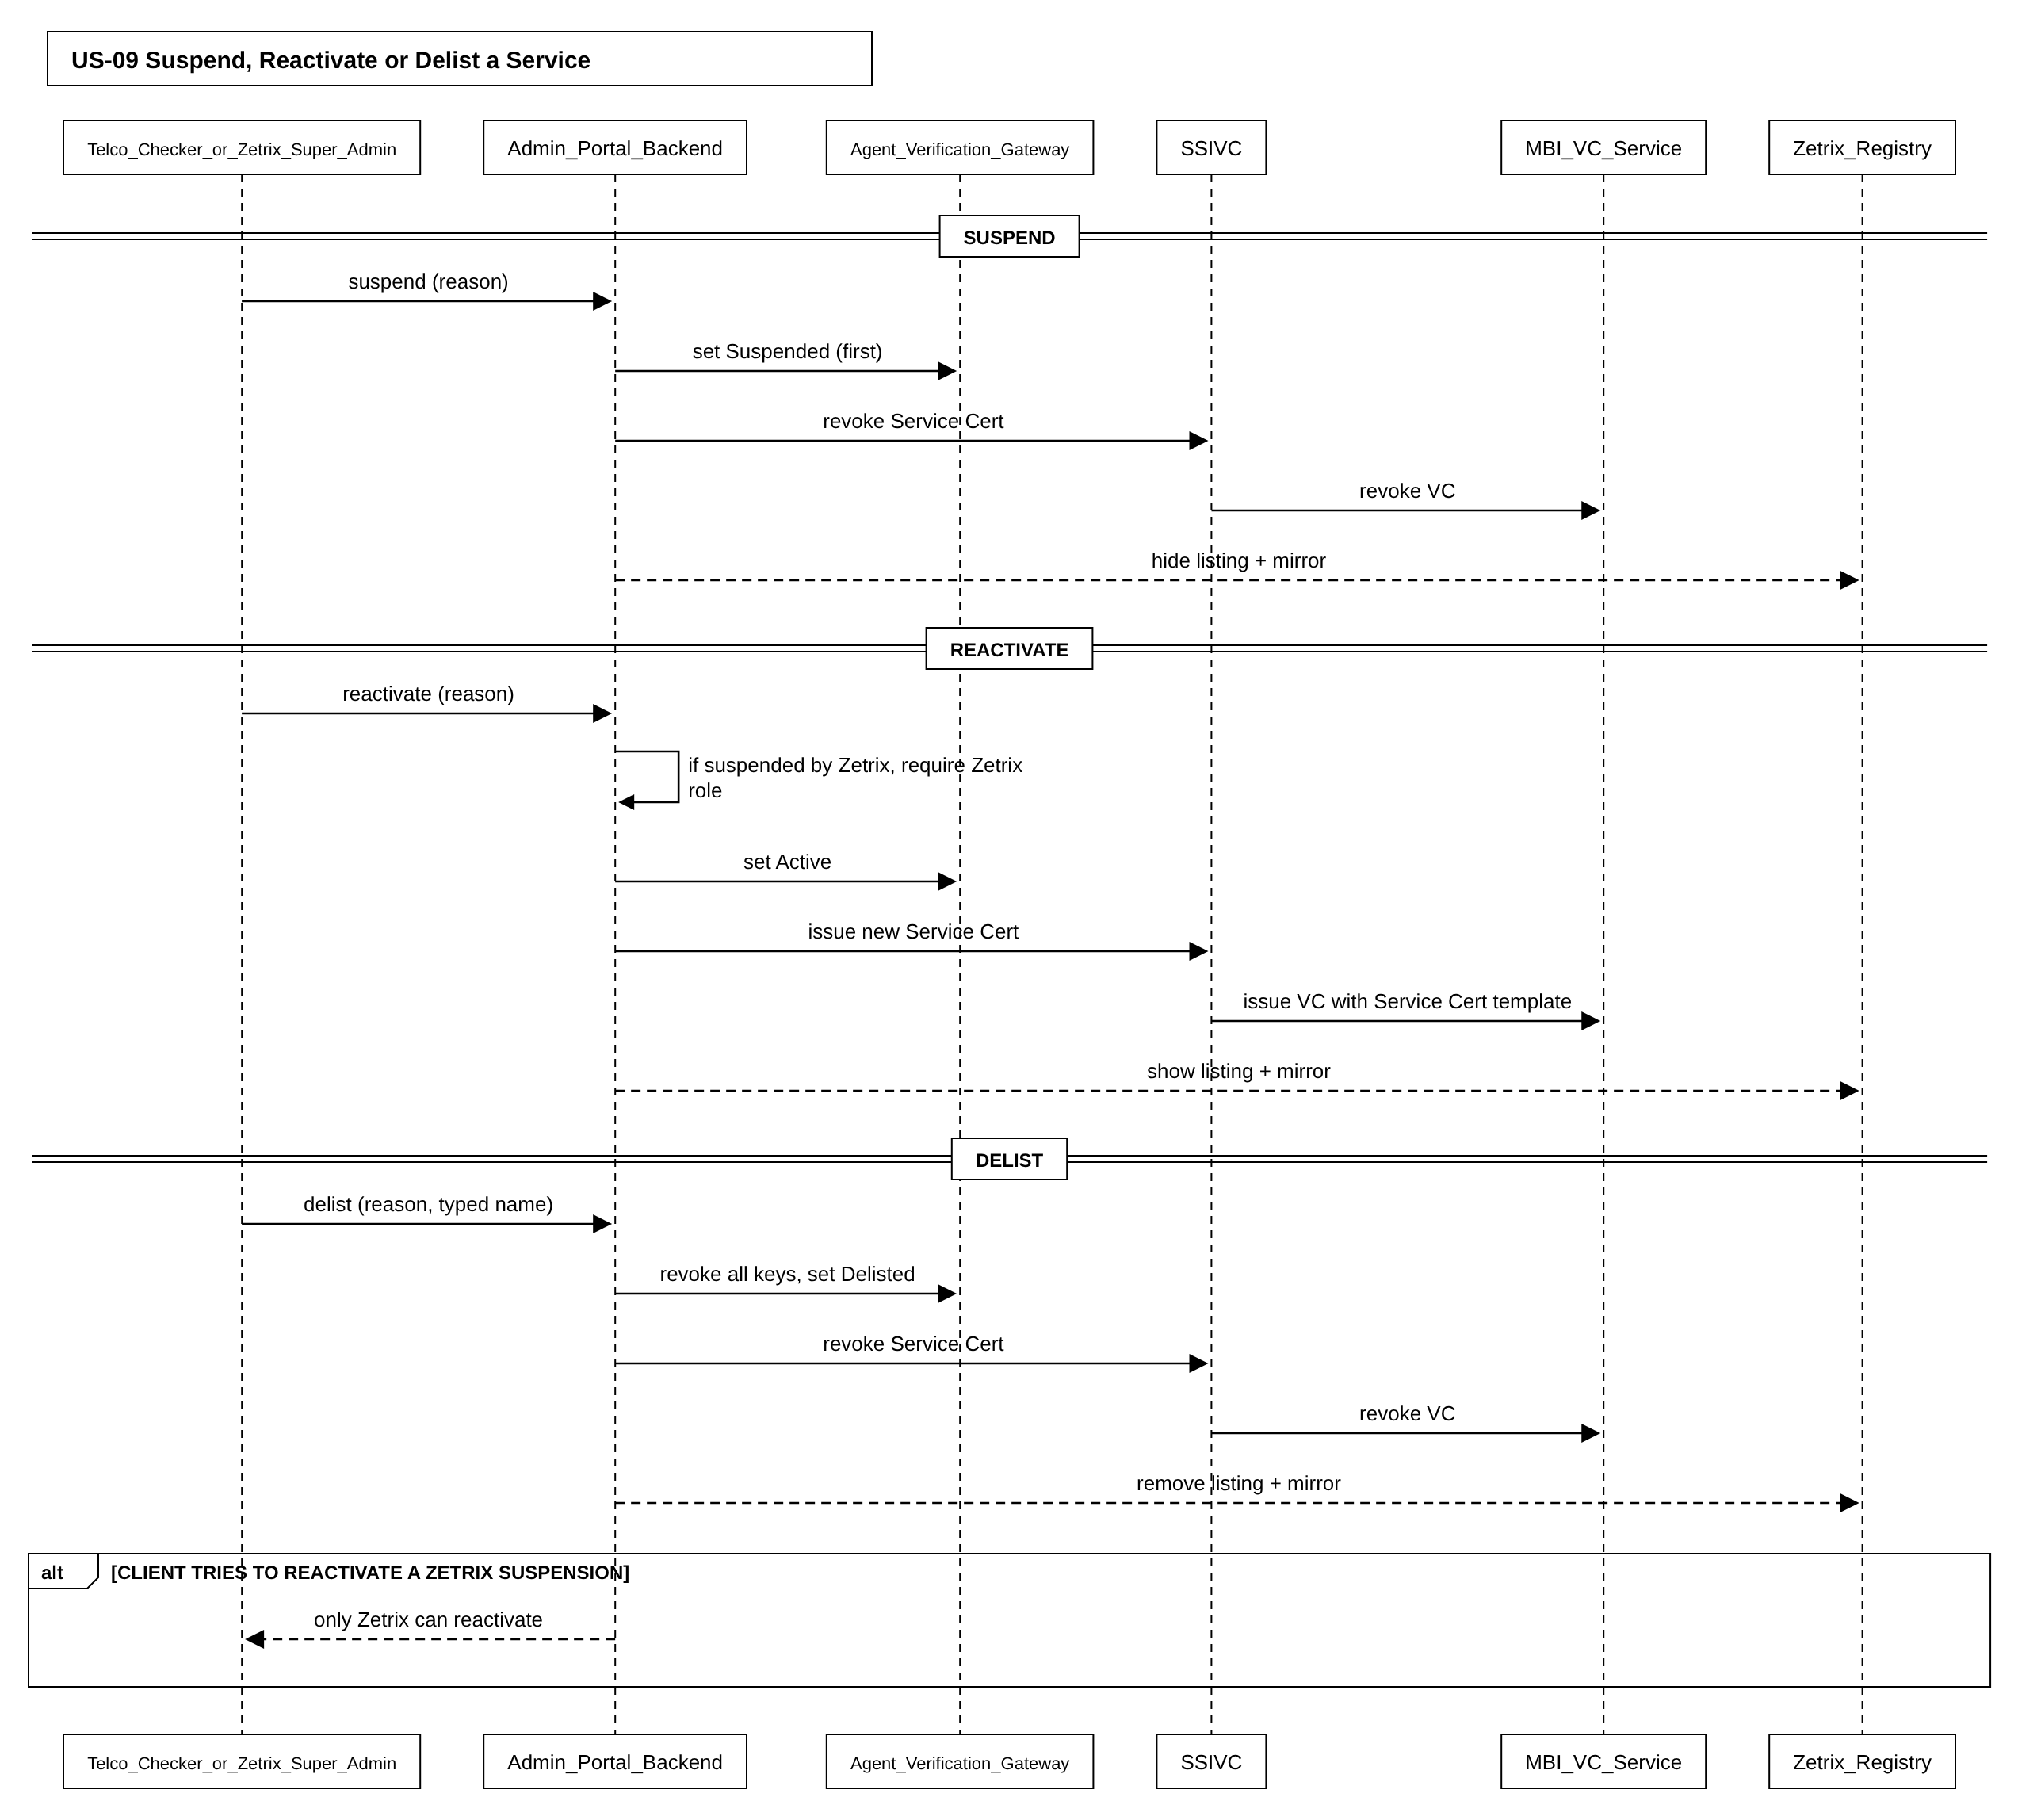 US-09 Suspend, Reactivate or Delist a Service
Telco_Checker_or_Zetrix_Super_Admin
Admin_Portal_Backend
Agent_Verification_Gateway
SSIVC
MBI_VC_Service
Zetrix_Registry
SUSPEND
suspend (reason)
set Suspended (first)
revoke Service Cert
revoke VC
hide listing + mirror
REACTIVATE
reactivate (reason)
if suspended by Zetrix, require Zetrix
role
set Active
issue new Service Cert
issue VC with Service Cert template
show listing + mirror
DELIST
delist (reason, typed name)
revoke all keys, set Delisted
revoke Service Cert
revoke VC
remove listing + mirror
alt [CLIENT TRIES TO REACTIVATE A ZETRIX SUSPENSION]
only Zetrix can reactivate
Telco_Checker_or_Zetrix_Super_Admin
Admin_Portal_Backend
Agent_Verification_Gateway
SSIVC
MBI_VC_Service
Zetrix_Registry